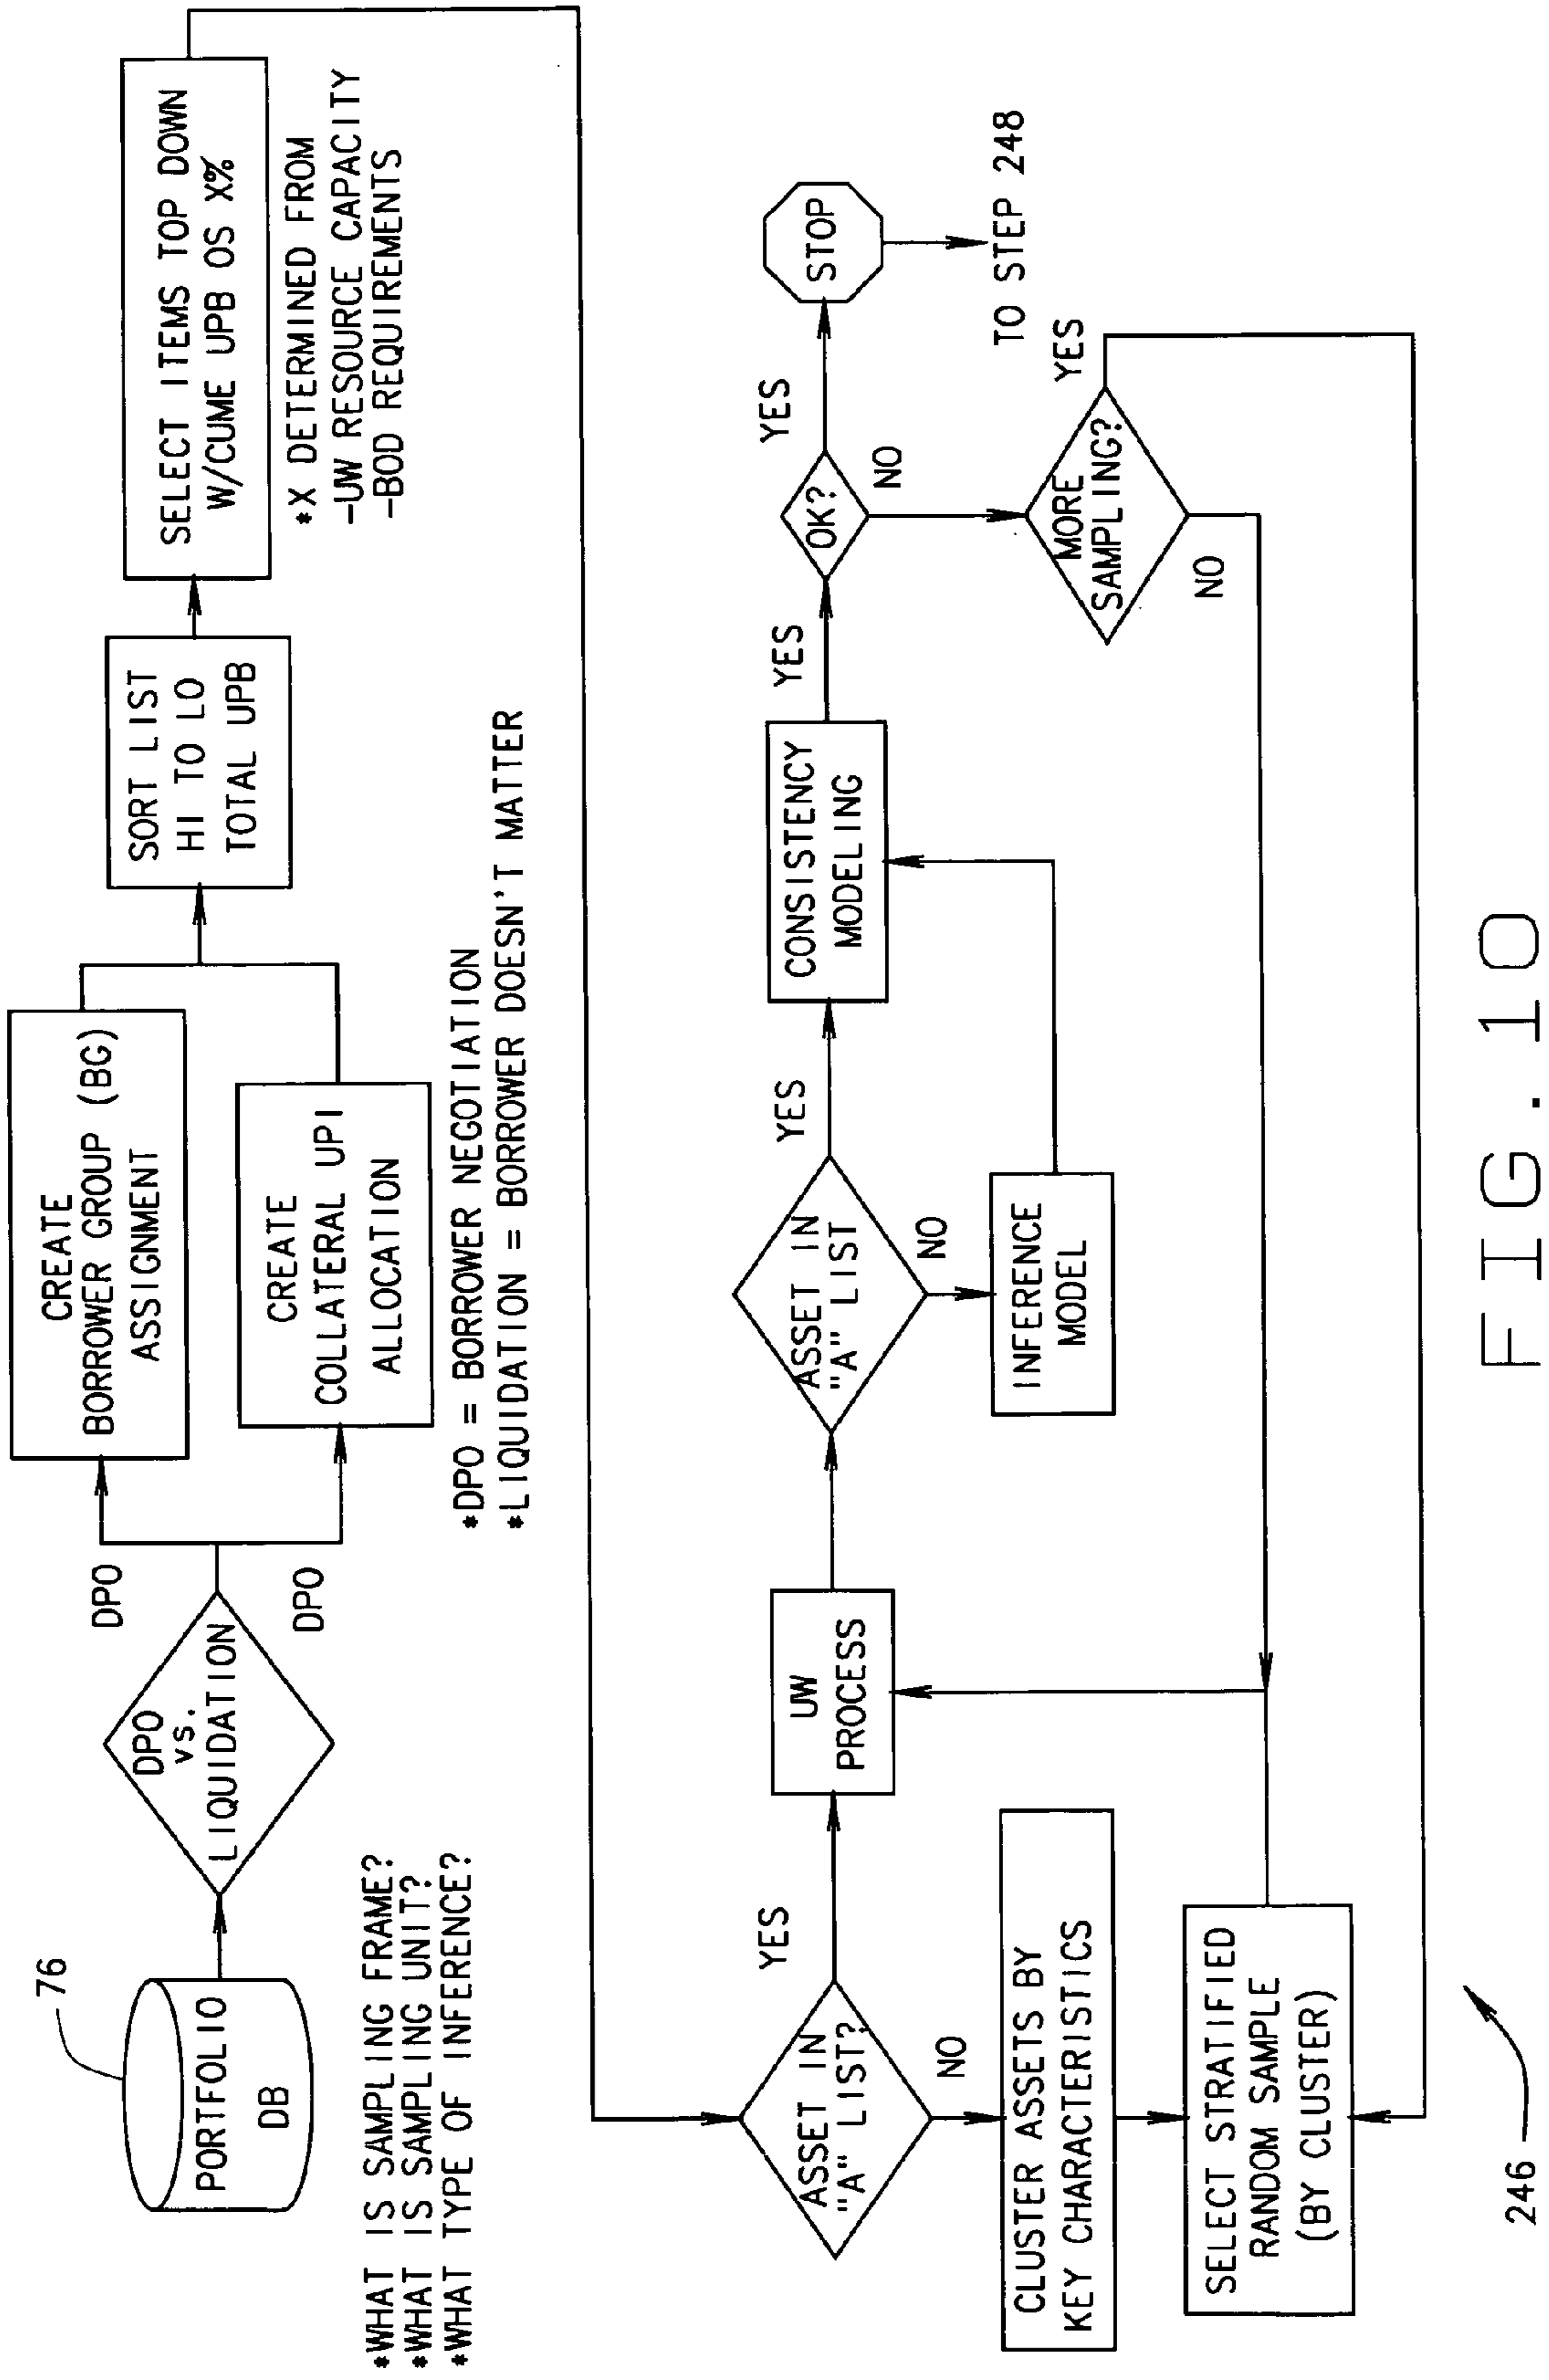 76
PORTFOLIO
DB
*WHAT IS SAMPLING FRAME?
*WHAT IS SAMPLING UNIT?
*WHAT TYPE OF INFERENCE?
DPO
vs.
LIQUIDATION
DPO
DPO
CREATE
BORROWER GROUP (BG)
ASSIGNMENT
CREATE
COLLATERAL UPI
ALLOCATION
*DPO = BORROWER NEGOTIATION
*LIQUIDATION = BORROWER DOESN'T MATTER
SORT LIST
HI TO LO
TOTAL UPB
SELECT ITEMS TOP DOWN
W/CUME UPB OS X%
*X DETERMINED FROM
-UW RESOURCE CAPACITY
-BOD REQUIREMENTS
ASSET IN
"A" LIST?
YES
NO
CLUSTER ASSETS BY
KEY CHARACTERISTICS
SELECT STRATIFIED
RANDOM SAMPLE
(BY CLUSTER)
UW
PROCESS
ASSET IN
"A" LIST
YES
NO
INFERENCE
MODEL
CONSISTENCY
MODELING
YES
OK?
YES
NO
STOP
TO STEP 248
MORE
SAMPLING?
YES
NO
246
FIG. 10